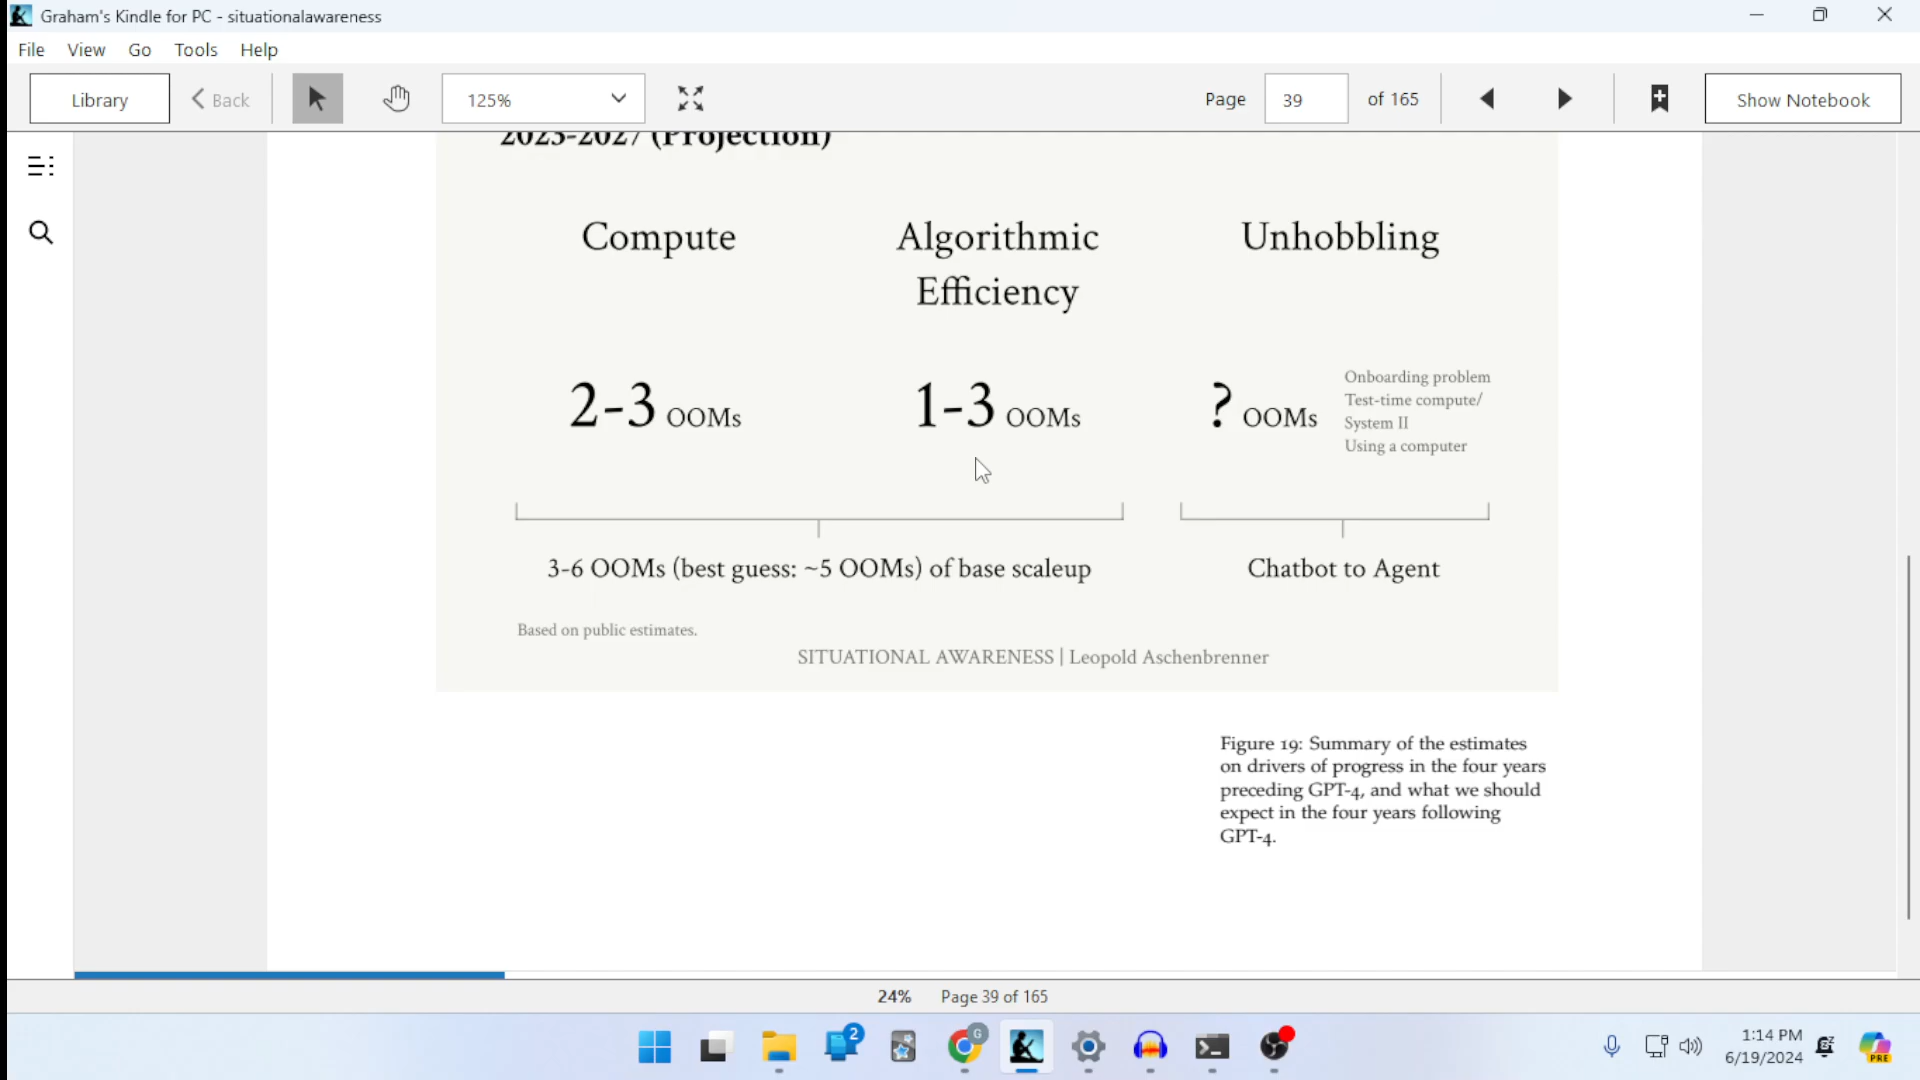 Graham's Kindle for PC - situationalawareness
File View Go Tools Help
Library Back 125% Page 39 of 165 Show Notebook
2023-2027 (Projection)
Compute
Algorithmic
Efficiency
Unhobbling
2-3 OOMs
1-3 OOMs
? OOMs
Onboarding problem
Test-time compute/
System II
Using a computer
3-6 OOMs (best guess: ~5 OOMs) of base scaleup
Chatbot to Agent
Based on public estimates.
SITUATIONAL AWARENESS | Leopold Aschenbrenner
Figure 19: Summary of the estimates
on drivers of progress in the four years
preceding GPT-4, and what we should
expect in the four years following
GPT-4.
24% Page 39 of 165
2
G
1:14 PM
6/19/2024
PRE